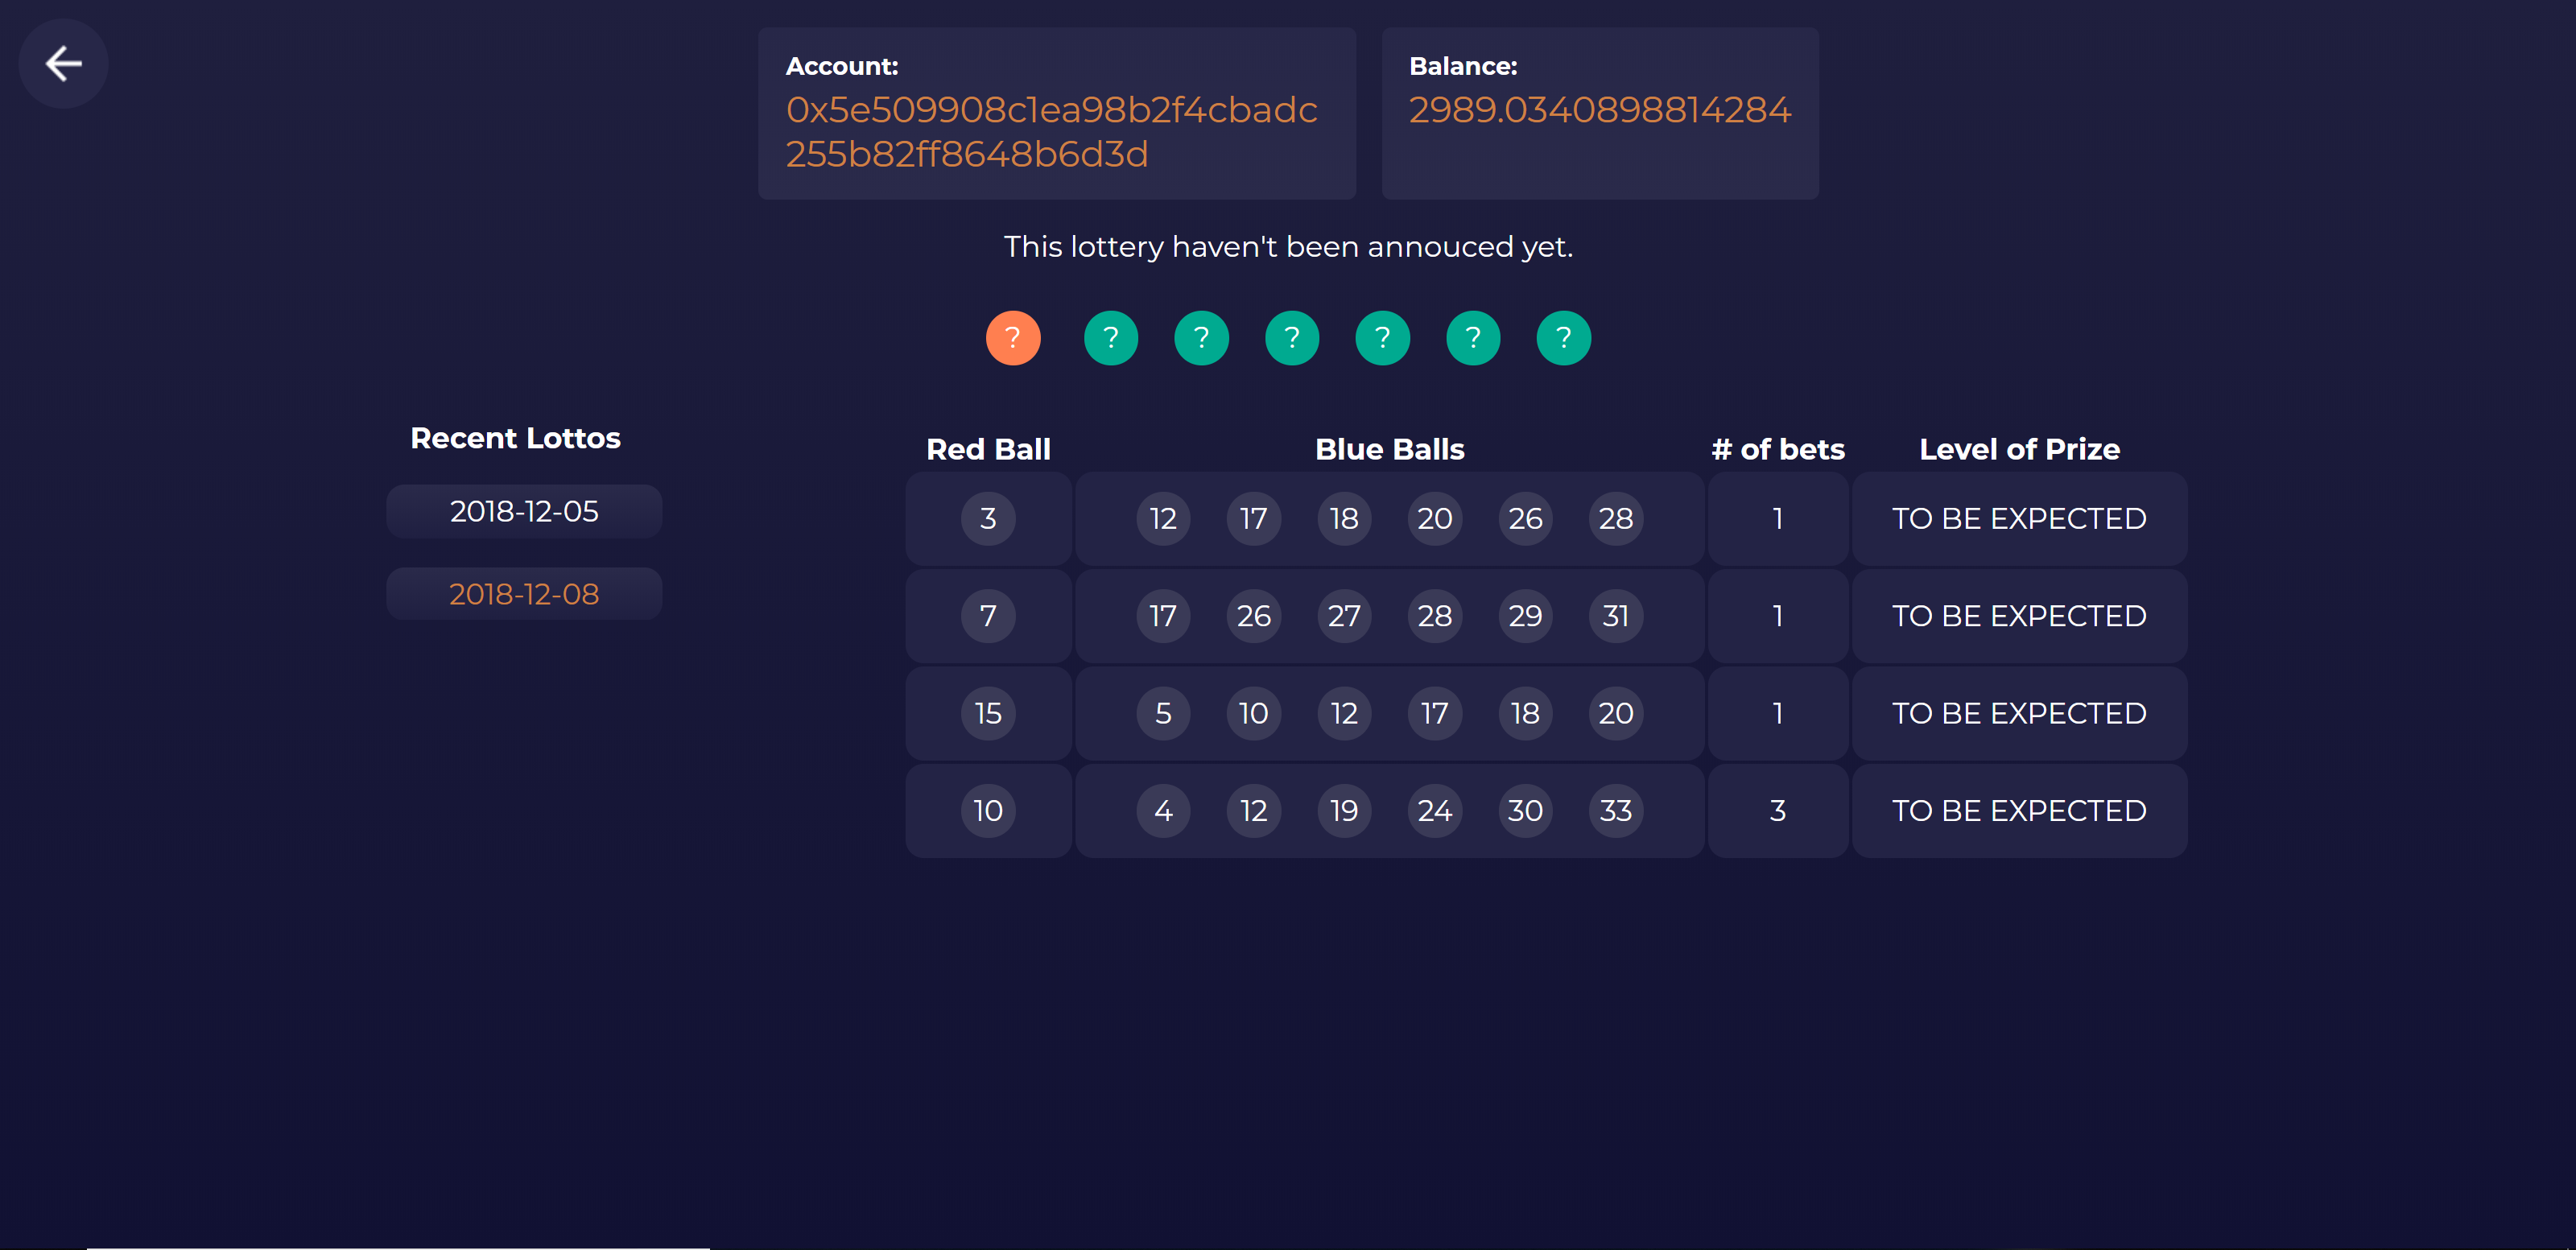 Account:
0x5e509908c1ea98b2f4cbadc
255b82ff8648b6d3d
Balance:
2989.0340898814284
This lottery haven't been annouced yet.
? ? ? ? ? ? ?
Recent Lottos
2018-12-05
2018-12-08
Red Ball Blue Balls # of bets Level of Prize
3 12 17 18 20 26 28 1 TO BE EXPECTED
7 17 26 27 28 29 31 1 TO BE EXPECTED
15 5 10 12 17 18 20 1 TO BE EXPECTED
10 4 12 19 24 30 33 3 TO BE EXPECTED